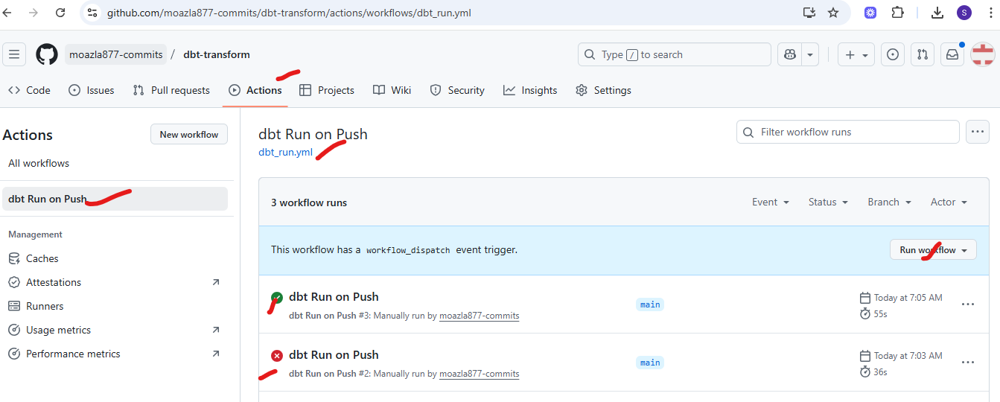 github.com/moazla877-commits/dbt-transform/actions/workflows/dbt_run.yml
S
moazla877-commits / dbt-transform
Type / to search
Code Issues Pull requests Actions Projects Wiki Security Insights Settings
Actions
New workflow
All workflows
dbt Run on Push
Management
Caches
Attestations
Runners
Usage metrics
Performance metrics
dbt Run on Push
dbt_run.yml
Filter workflow runs
3 workflow runs
Event Status Branch Actor
This workflow has a workflow_dispatch event trigger.
Run workflow
dbt Run on Push
dbt Run on Push #3: Manually run by moazla877-commits
main
Today at 7:05 AM
55s
dbt Run on Push
dbt Run on Push #2: Manually run by moazla877-commits
main
Today at 7:03 AM
36s